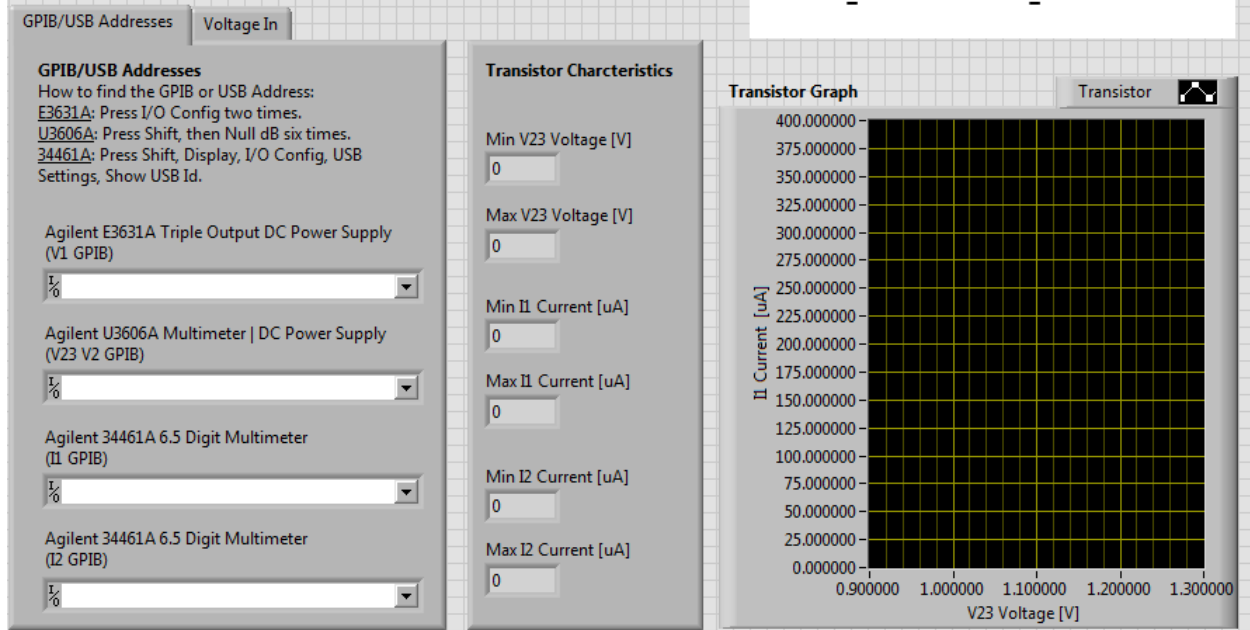 GPIB/USB Addresses
Voltage In
GPIB/USB Addresses
How to find the GPIB or USB Address:
E3631A: Press I/O Config two times.
U3606A: Press Shift, then Null dB six times.
34461A: Press Shift, Display, I/O Config, USB
Settings, Show USB Id.
Agilent E3631A Triple Output DC Power Supply
(V1 GPIB)
I/O
Agilent U3606A Multimeter | DC Power Supply
(V23 V2 GPIB)
I/O
Agilent 34461A 6.5 Digit Multimeter
(I1 GPIB)
I/O
Agilent 34461A 6.5 Digit Multimeter
(I2 GPIB)
I/O
Transistor Charcteristics
Min V23 Voltage [V]
0
Max V23 Voltage [V]
0
Min I1 Current [uA]
0
Max I1 Current [uA]
0
Min I2 Current [uA]
0
Max I2 Current [uA]
0
Transistor Graph
Transistor
I1 Current [uA]
400.000000
375.000000
350.000000
325.000000
300.000000
275.000000
250.000000
225.000000
200.000000
175.000000
150.000000
125.000000
100.000000
75.000000
50.000000
25.000000
0.000000
0.900000 1.000000 1.100000 1.200000 1.300000
V23 Voltage [V]